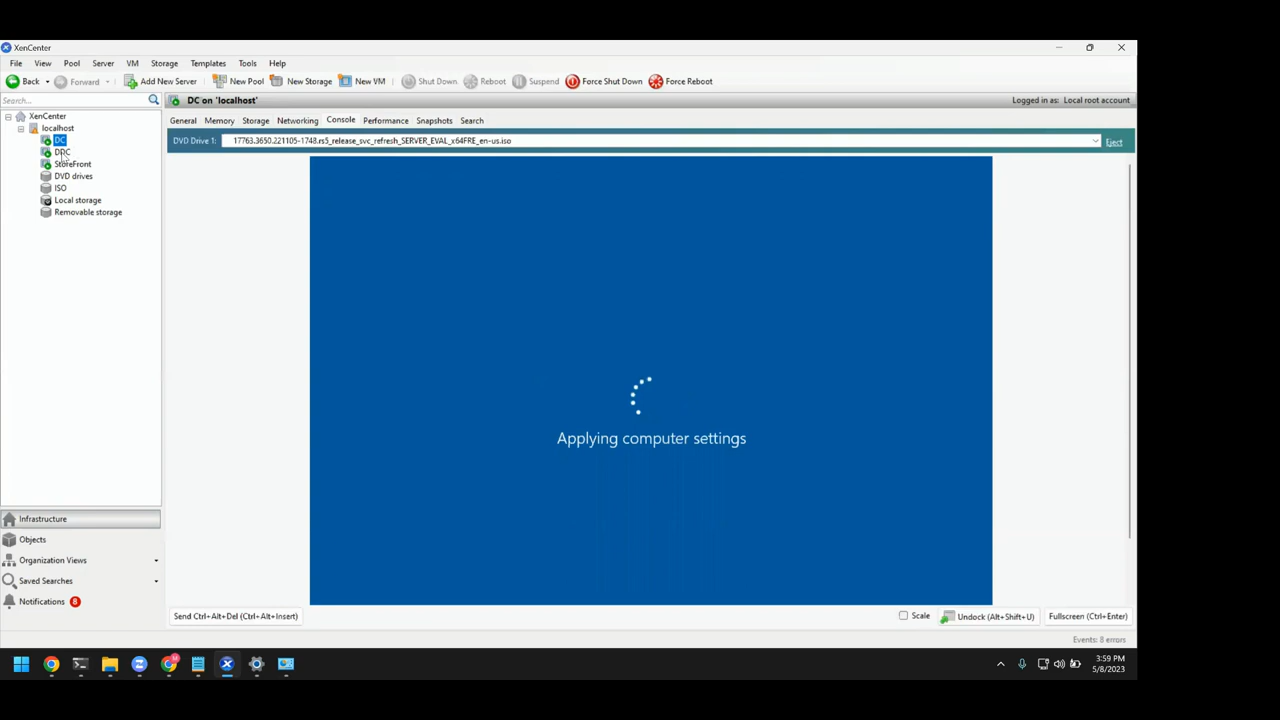 XenCenter
File View Pool Server VM Storage Templates Tools Help
Back Forward Add New Server New Pool New Storage New VM Shut Down Reboot Suspend Force Shut Down Force Reboot
Search...
DC on 'localhost'
Logged in as: Local root account
XenCenter
localhost
DC
DDC
StoreFront
DVD drives
ISO
Local storage
Removable storage
General Memory Storage Networking Console Performance Snapshots Search
DVD Drive 1: 17763.3650.221105-1748.rs5_release_svc_refresh_SERVER_EVAL_x64FRE_en-us.iso Eject
Applying computer settings
Infrastructure
Objects
Organization Views
Saved Searches
Notifications 8
Send Ctrl+Alt+Del (Ctrl+Alt+Insert) Scale Undock (Alt+Shift+U) Fullscreen (Ctrl+Enter)
Events: 8 errors
3:59 PM
5/8/2023